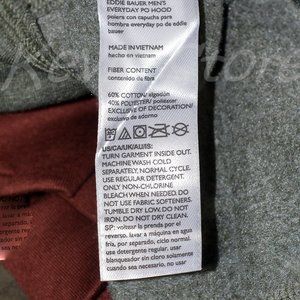 EDDIE BAUER MEN'S
EVERYDAY PO HOOD
polera con capucha para
hombre everyday po de eddie
bauer
MADE IN VIETNAM
hecho en vietnam
FIBER CONTENT
contenido de fibra
60% COTTON/ algodón
40% POLYESTER/ poliéster
EXCLUSIVE OF DECORATION/
exclusivo de adorno
US/CA/UK/AU/IS:
TURN GARMENT INSIDE OUT.
MACHINE WASH COLD
SEPARATELY, NORMAL CYCLE.
USE REGULAR DETERGENT.
ONLY NON-CHLORINE
BLEACH WHEN NEEDED. DO
NOT USE FABRIC SOFTENERS.
TUMBLE DRY LOW. DO NOT
IRON. DO NOT DRY CLEAN.
SP: voltear la prenda por el
reverso. lavar a máquina en agua
fría, por separado, ciclo normal.
use detergente regular. usar
blanqueador sin cloro solamente
cuando sea necesario. no usar